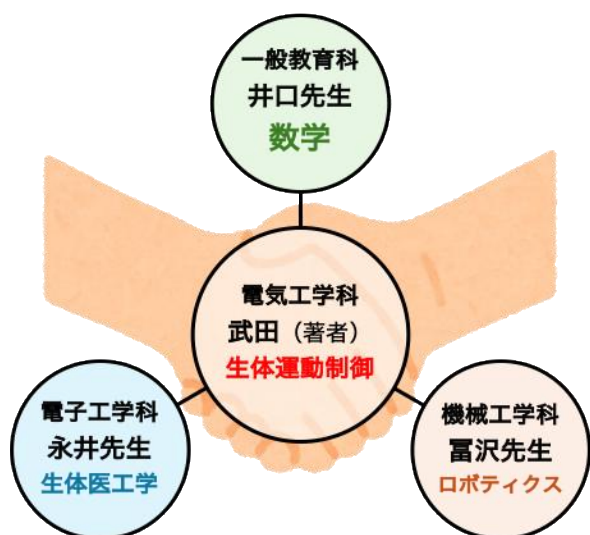 一般教育科
井口先生
数学
電気工学科
武田（著者）
生体運動制御
電子工学科
永井先生
生体医工学
機械工学科
冨沢先生
ロボティクス